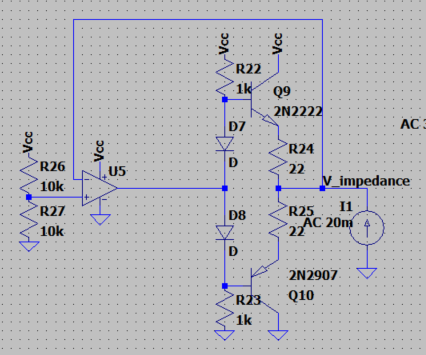 Vcc
Vcc
R22
1k
Q9
2N2222
AC
D7
D
R24
22
Vcc
Vcc
U5
R26
10k
V_impedance
R27
10k
D8
D
R25
22
I1
AC 20m
2N2907
Q10
R23
1k